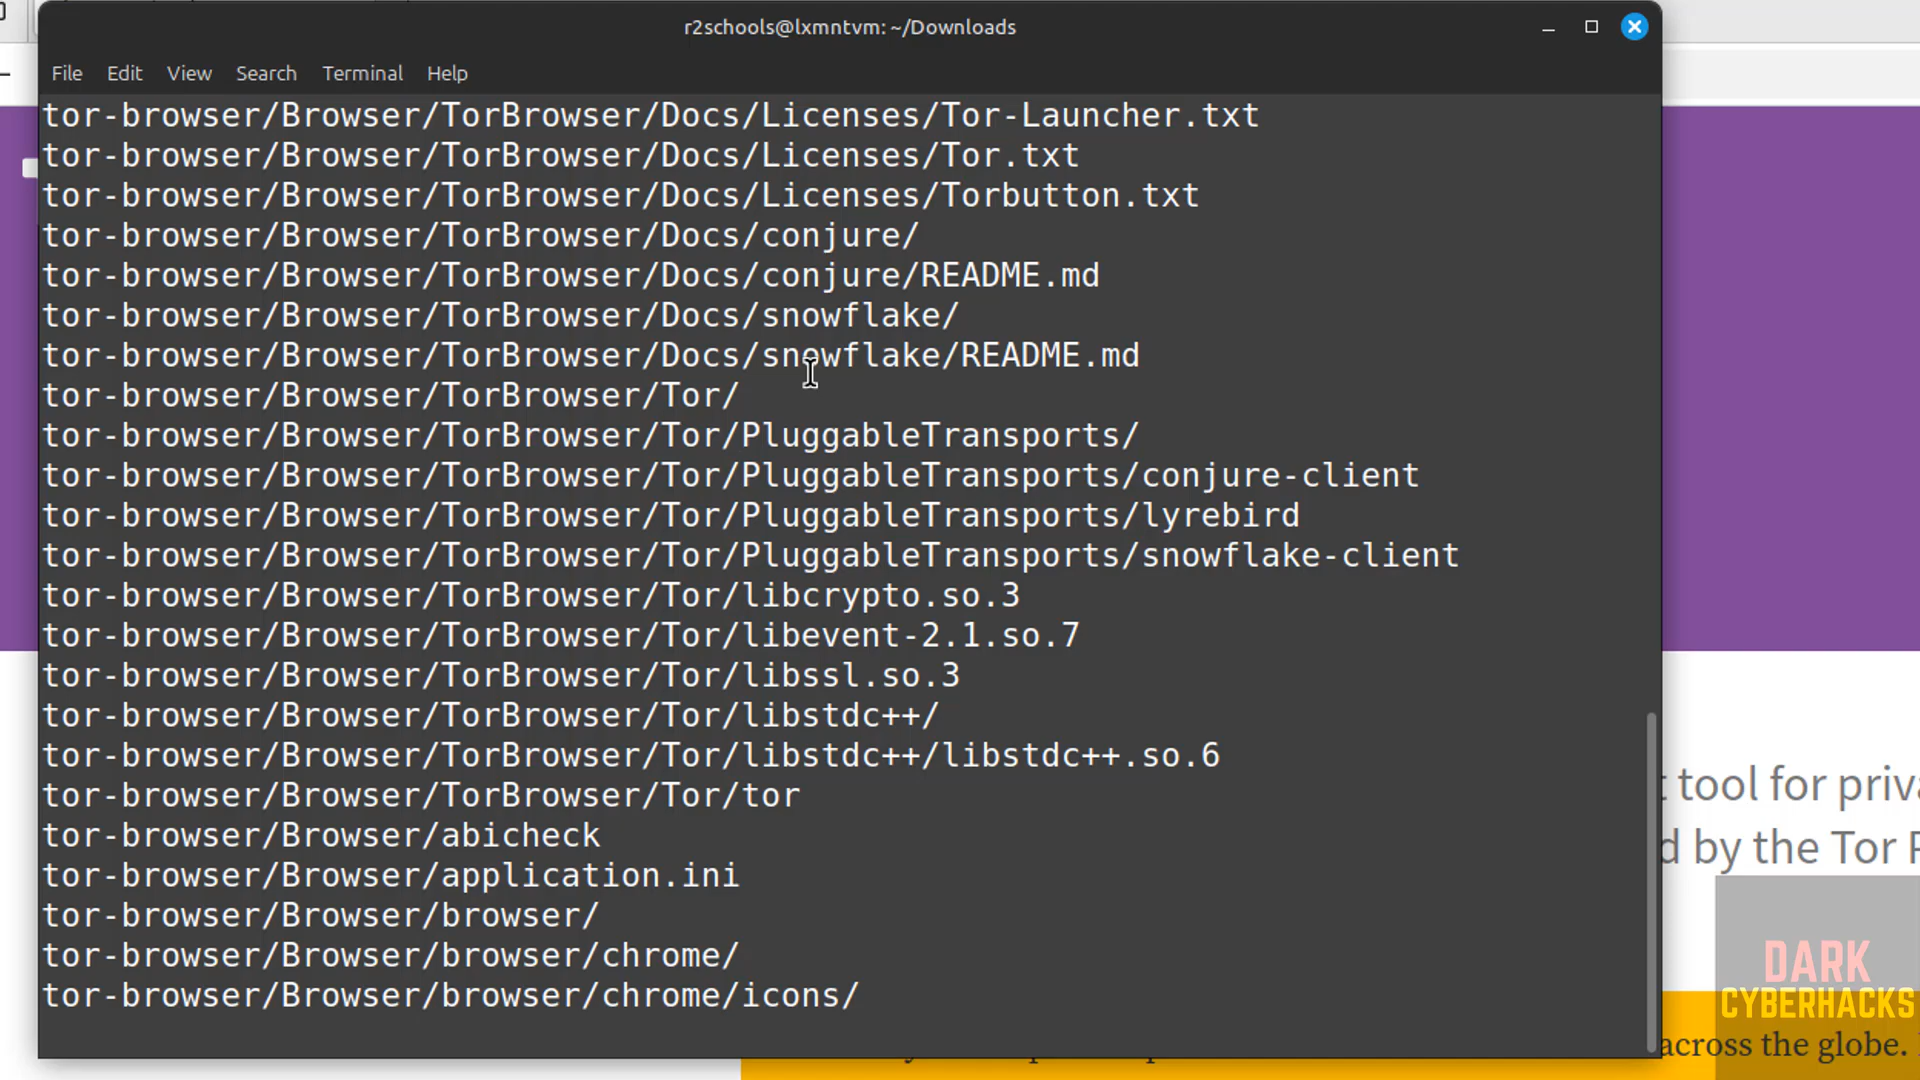 r2schools@lxmntvm: ~/Downloads
File Edit View Search Terminal Help
tor-browser/Browser/TorBrowser/Docs/Licenses/Tor-Launcher.txt
tor-browser/Browser/TorBrowser/Docs/Licenses/Tor.txt
tor-browser/Browser/TorBrowser/Docs/Licenses/Torbutton.txt
tor-browser/Browser/TorBrowser/Docs/conjure/
tor-browser/Browser/TorBrowser/Docs/conjure/README.md
tor-browser/Browser/TorBrowser/Docs/snowflake/
tor-browser/Browser/TorBrowser/Docs/snowflake/README.md
tor-browser/Browser/TorBrowser/Tor/
tor-browser/Browser/TorBrowser/Tor/PluggableTransports/
tor-browser/Browser/TorBrowser/Tor/PluggableTransports/conjure-client
tor-browser/Browser/TorBrowser/Tor/PluggableTransports/lyrebird
tor-browser/Browser/TorBrowser/Tor/PluggableTransports/snowflake-client
tor-browser/Browser/TorBrowser/Tor/libcrypto.so.3
tor-browser/Browser/TorBrowser/Tor/libevent-2.1.so.7
tor-browser/Browser/TorBrowser/Tor/libssl.so.3
tor-browser/Browser/TorBrowser/Tor/libstdc++/
tor-browser/Browser/TorBrowser/Tor/libstdc++/libstdc++.so.6
tor-browser/Browser/TorBrowser/Tor/tor
tor-browser/Browser/abicheck
tor-browser/Browser/application.ini
tor-browser/Browser/browser/
tor-browser/Browser/browser/chrome/
tor-browser/Browser/browser/chrome/icons/
tool for
by the Tor
DARK
CYBERHACKS
across the globe.